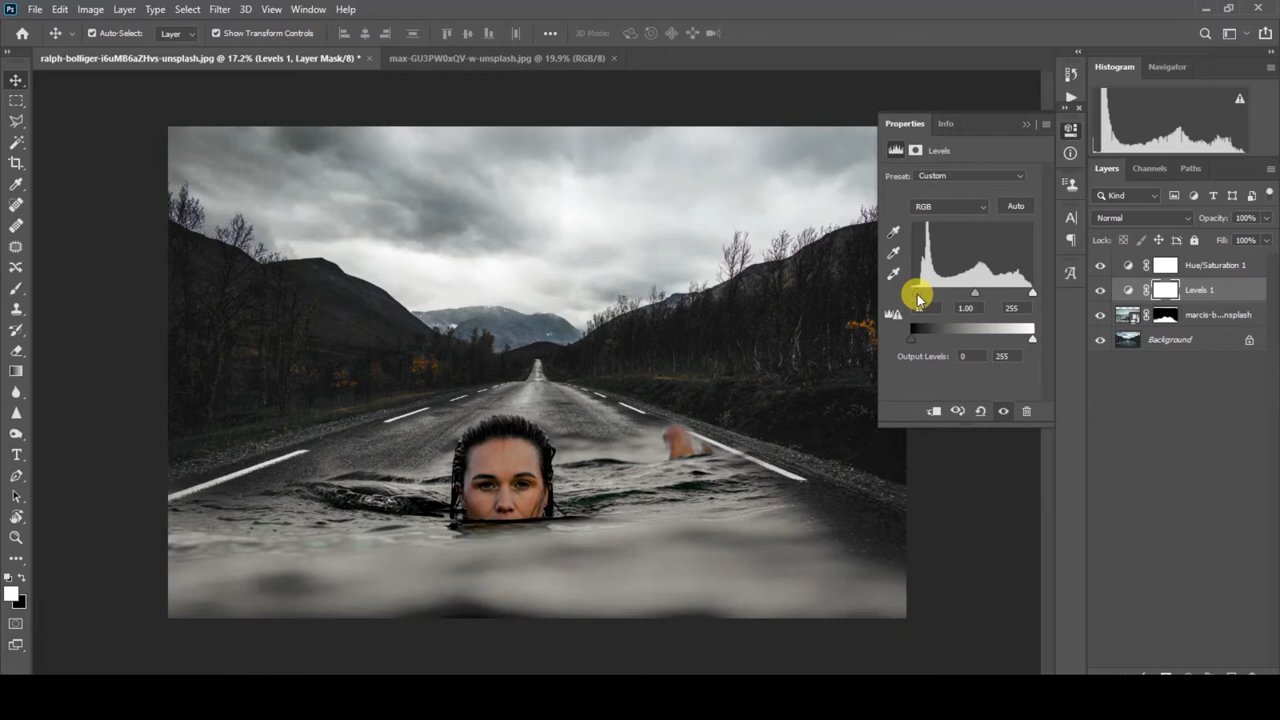 Ps File Edit Image Layer Type Select Filter 3D View Window Help
Auto-Select: Layer Show Transform Controls 3D Mode:
ralph-bolliger-i6uMB6aZHvs-unsplash.jpg @ 17.2% (Levels 1, Layer Mask/8) * × max-GU3PW0xQV-w-unsplash.jpg @ 19.9% (RGB/8) ×
Histogram Navigator
Properties Info
Levels
Preset: Custom
RGB Auto
1.00 255
Output Levels: 0 255
Layers Channels Paths
Kind
Normal Opacity: 100%
Lock: Fill: 100%
Hue/Saturation 1
Levels 1
marcis-b...nsplash
Background